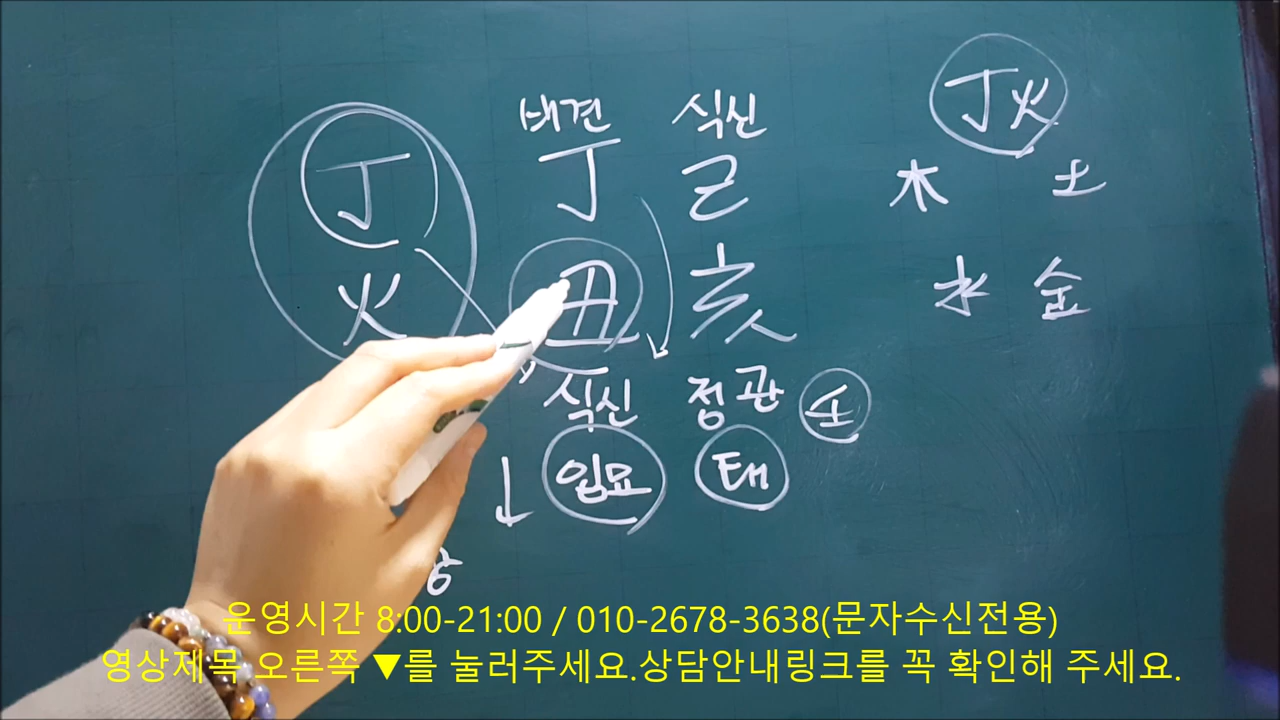 丁火
비견 식신
丁 丁 己
木 土
火 丑 亥
水 金
식신 정관 土
입묘 태
운영시간 8:00-21:00 / 010-2678-3638(문자수신전용)
영상제목 오른쪽 ▼를 눌러주세요.상담안내링크를 꼭 확인해 주세요.